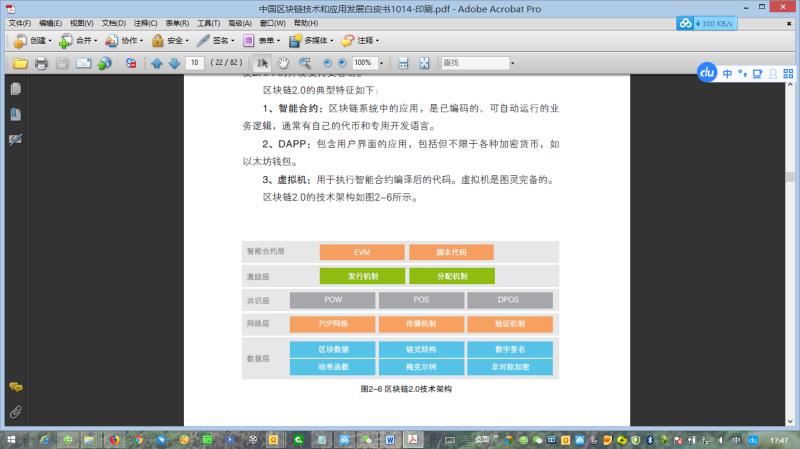 中国区块链技术和应用发展白皮书1014-印刷.pdf - Adobe Acrobat Pro
文件(F) 编辑(E) 视图(V) 文档(D) 注释(C) 表单(R) 工具(T) 高级(A) 窗口(W) 帮助(H)
100 KB/s
创建 合并 协作 安全 签名 表单 多媒体 注释
10 (22 / 82) 100% 查找
du 中
区块链2.0的典型特征如下:
1、智能合约:区块链系统中的应用,是已编码的、可自动运行的业
务逻辑,通常有自己的代币和专用开发语言。
2、DAPP:包含用户界面的应用,包括但不限于各种加密货币,如
以太坊钱包。
3、虚拟机:用于执行智能合约编译后的代码。虚拟机是图灵完备的。
区块链2.0的技术架构如图2-6所示。
智能合约层 EVM 脚本代码
激励层 发行机制 分配机制
共识层 POW POS DPOS
网络层 P2P网络 传播机制 验证机制
数据层 区块数据 链式结构 数字签名
哈希函数 梅克尔树 非对称加密
图2-6 区块链2.0技术架构
桌面 中 du 17:47